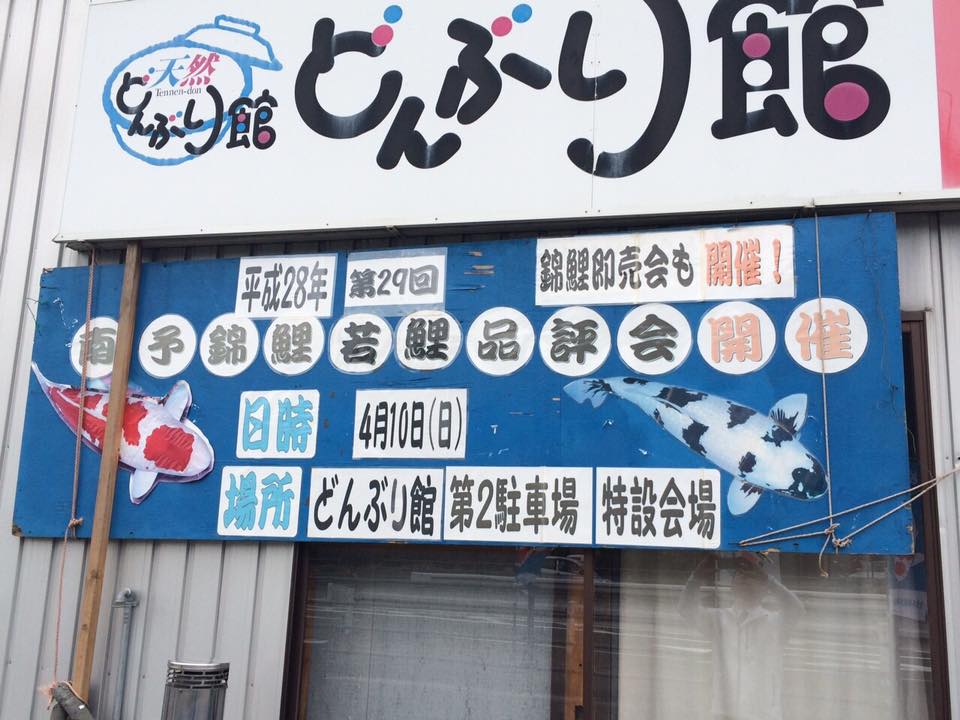 天然
Tennen-don
どんぶり館
どんぶり館
平成28年 第29回 錦鯉即売会も 開催！
南予錦鯉若鯉品評会開催
日時 4月10日（日）
場所 どんぶり館 第2駐車場 特設会場